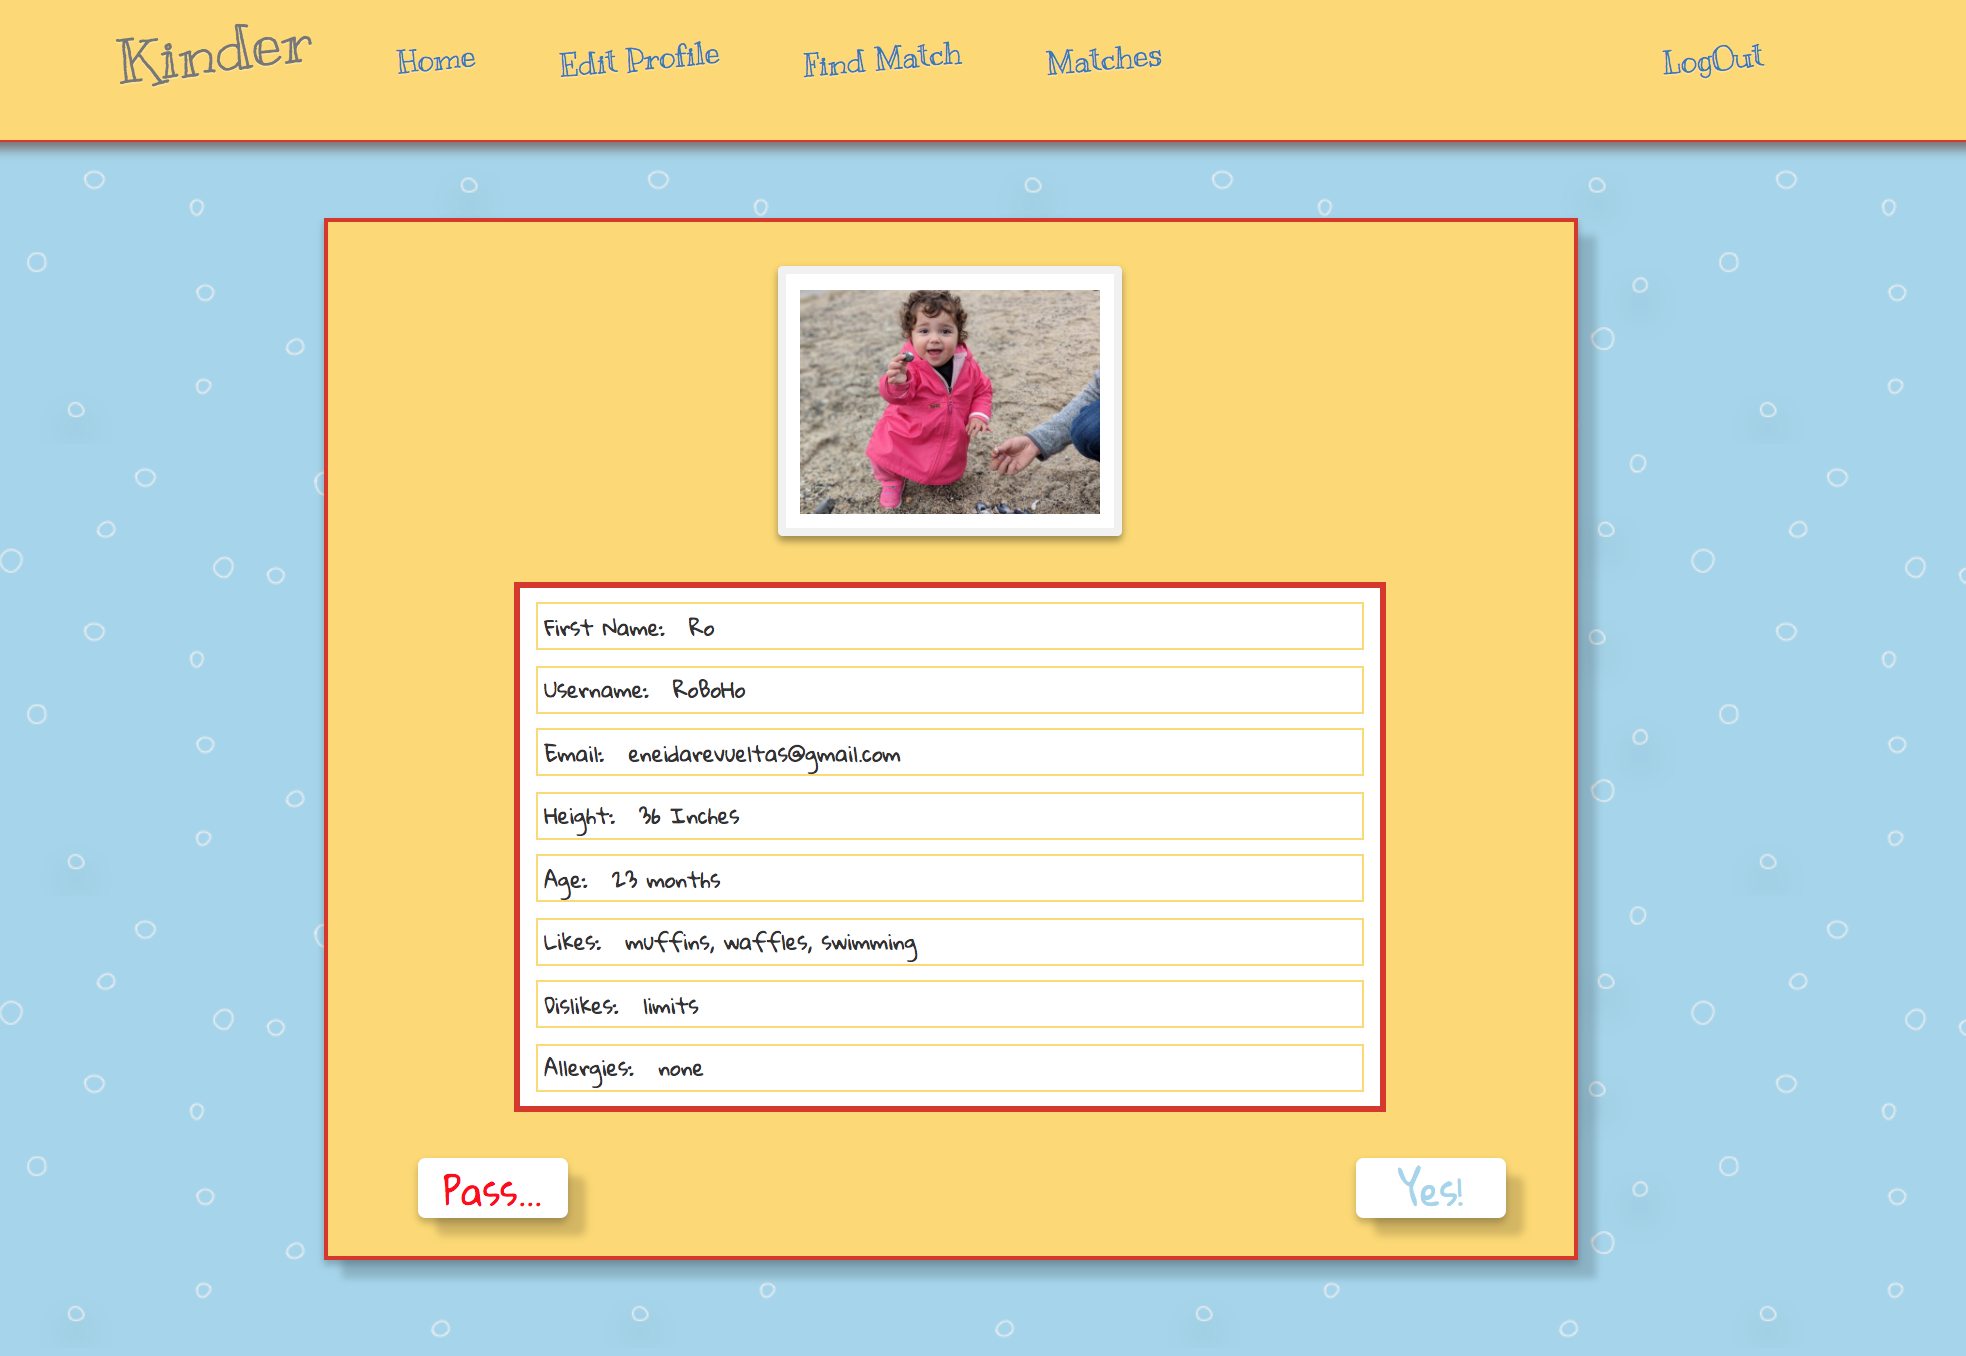 Kinder Home Edit Profile Find Match Matches LogOut
First Name: Ro
Username: RoBoHo
Email: eneidarevueltas@gmail.com
Height: 36 Inches
Age: 23 months
Likes: muffins, waffles, swimming
Dislikes: limits
Allergies: none
Pass... Yes!